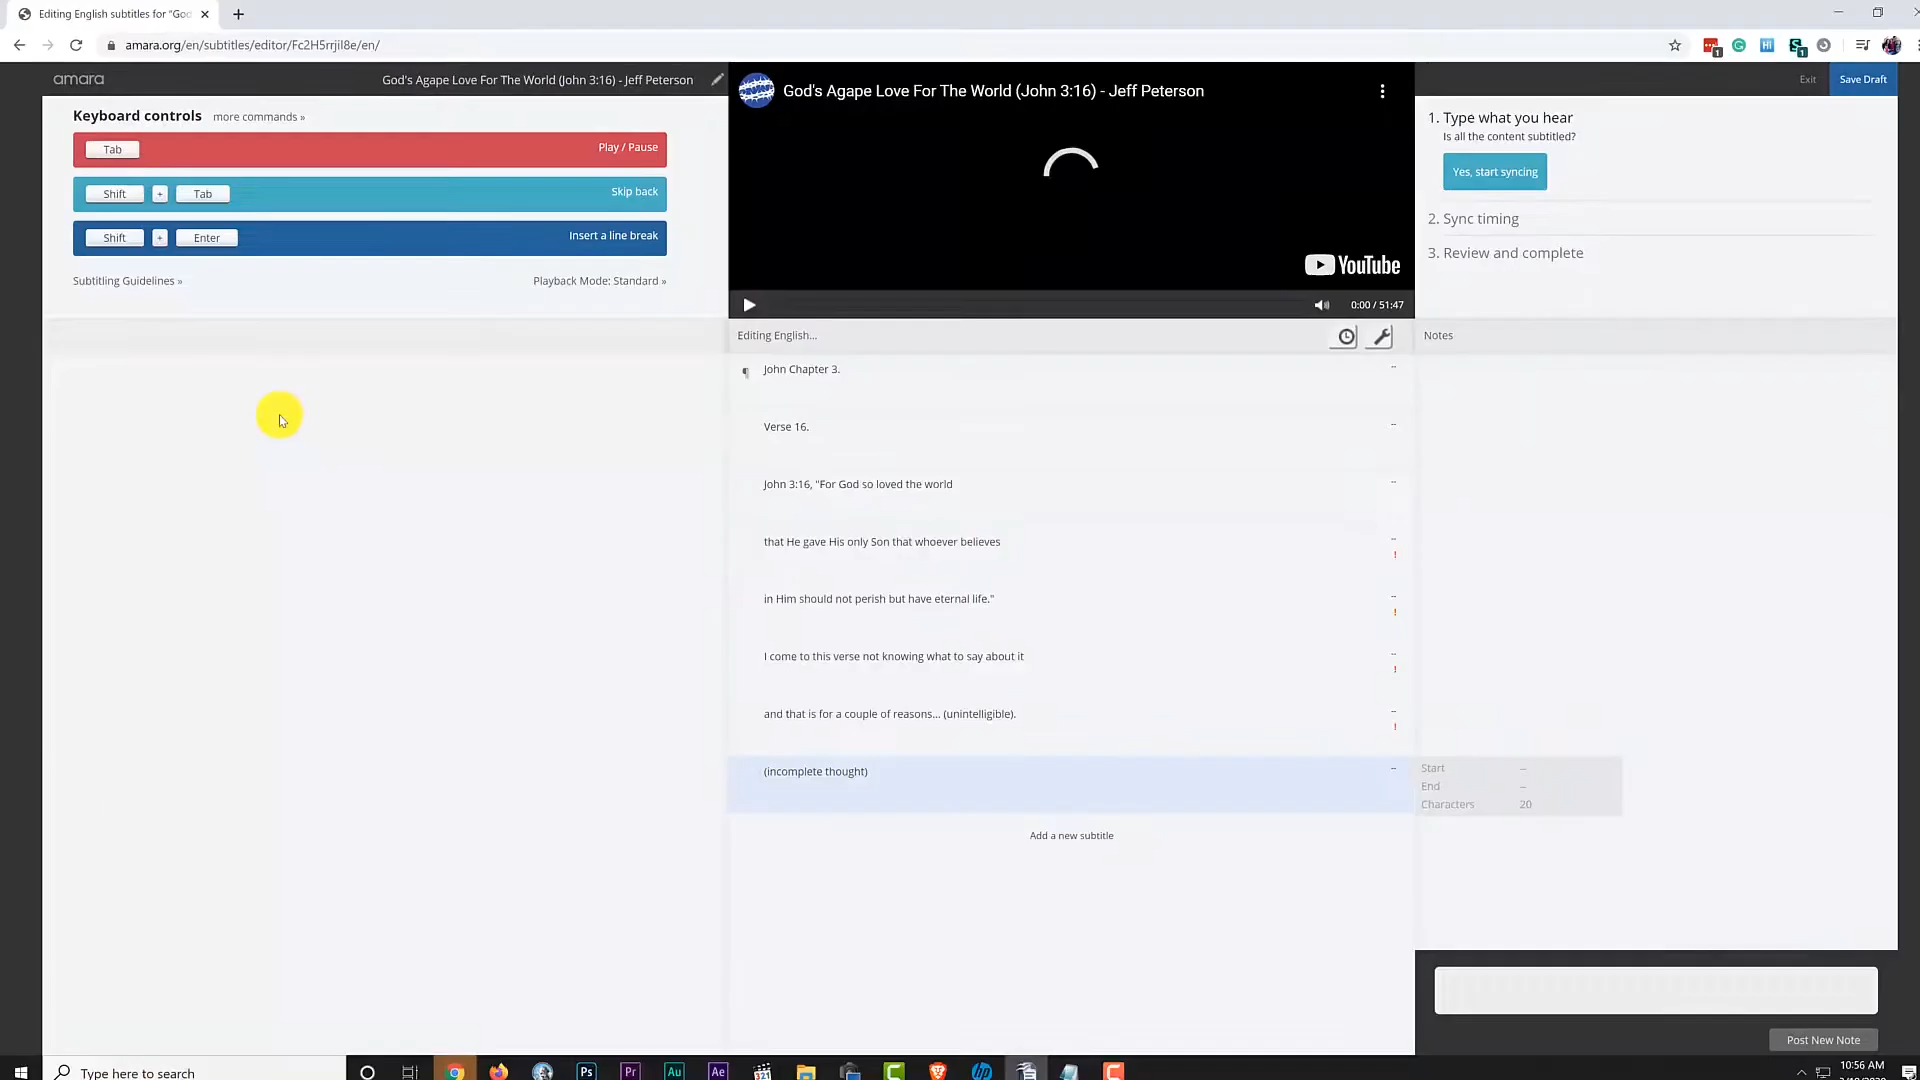 Editing English subtitles for "God
amara.org/en/subtitles/editor/Fc2H5rrjiI8e/en/
amara
God's Agape Love For The World (John 3:16) - Jeff Peterson
Keyboard controls
more commands »
Tab
Play / Pause
Shift + Tab
Skip back
Shift + Enter
Insert a line break
Subtitling Guidelines »
Playback Mode: Standard »
God's Agape Love For The World (John 3:16) - Jeff Peterson
YouTube
0:00 / 51:47
Exit
Save Draft
1. Type what you hear
Is all the content subtitled?
Yes, start syncing
2. Sync timing
3. Review and complete
Editing English...
Notes
¶ John Chapter 3. --
Verse 16. --
John 3:16, "For God so loved the world --
that He gave His only Son that whoever believes --
!
in Him should not perish but have eternal life." --
!
I come to this verse not knowing what to say about it --
!
and that is for a couple of reasons... (unintelligible). --
!
(incomplete thought) --
Start --
End --
Characters 20
Add a new subtitle
Post New Note
Type here to search
Ps
Pr
Au
Ae
321
10:56 AM